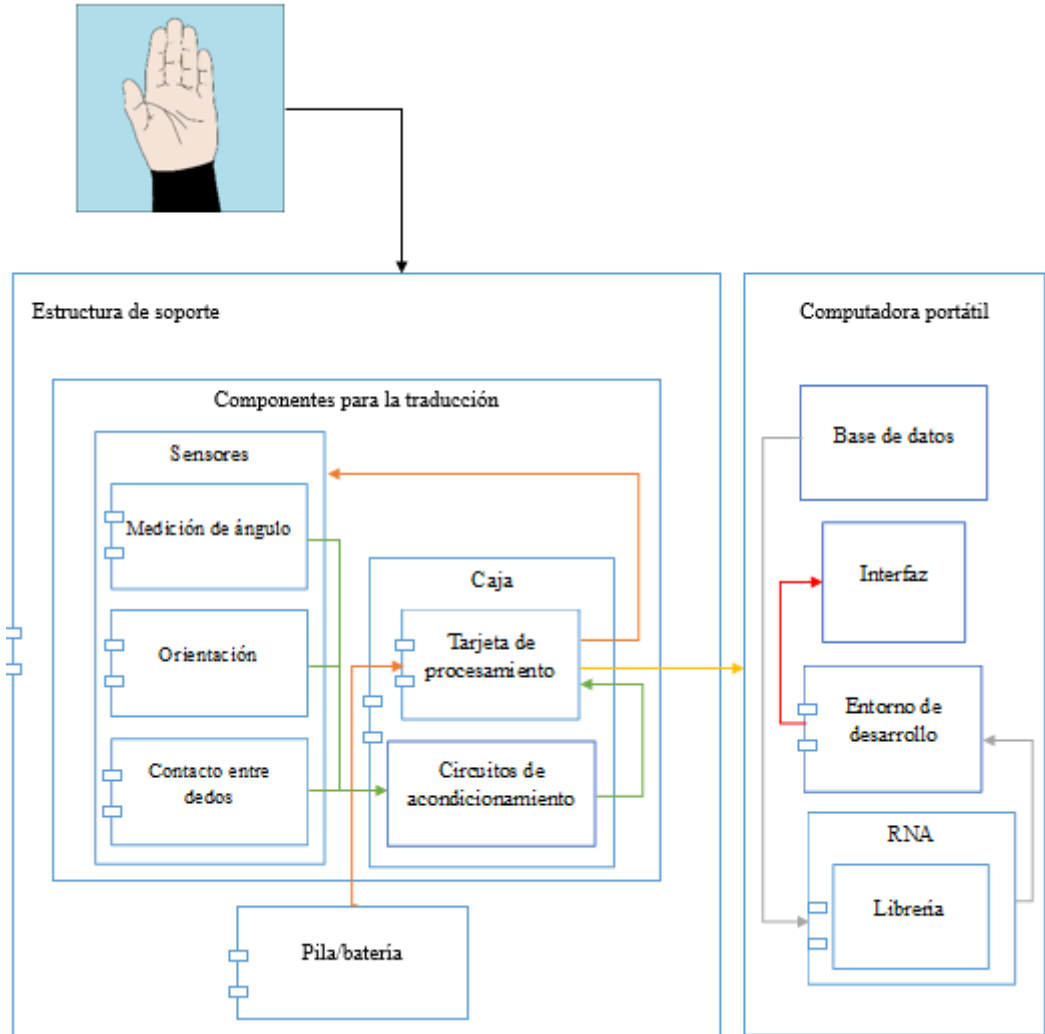 Estructura de soporte
Componentes para la traducción
Sensores
Medición de ángulo
Orientación
Contacto entre
dedos
Caja
Tarjeta de
procesamiento
Circuitos de
acondicionamiento
Pila/batería
Computadora portátil
Base de datos
Interfaz
Entorno de
desarrollo
RNA
Librería